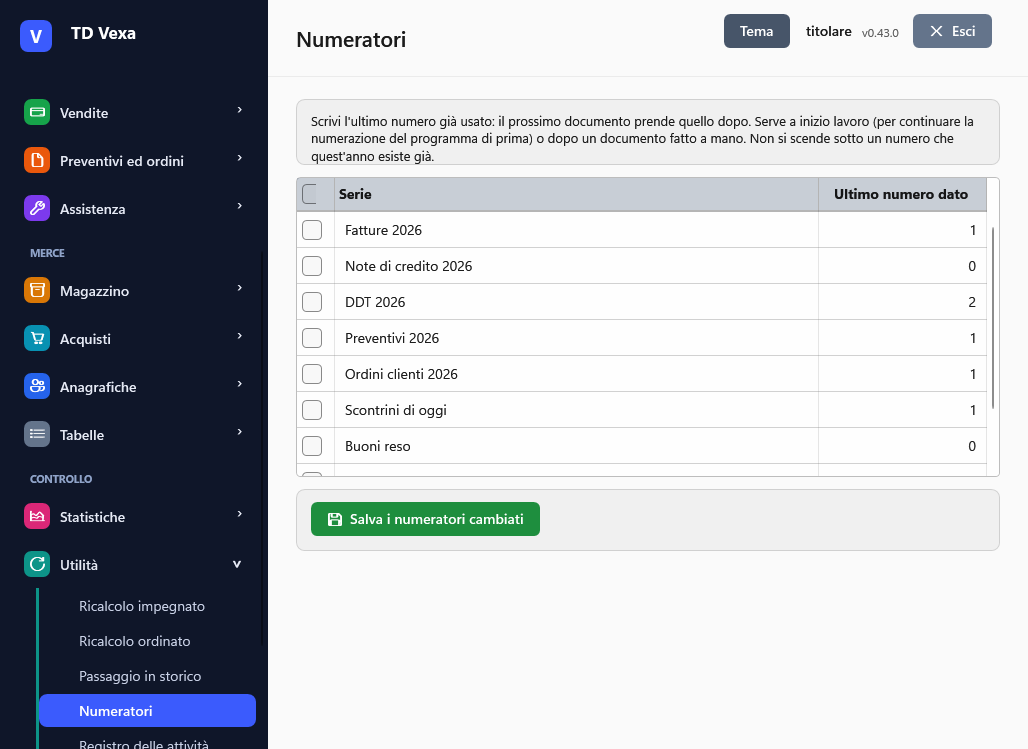 V
TD Vexa
Vendite
Preventivi ed ordini
Assistenza
MERCE
Magazzino
Acquisti
Anagrafiche
Tabelle
CONTROLLO
Statistiche
Utilità
Ricalcolo impegnato
Ricalcolo ordinato
Passaggio in storico
Numeratori
Registro delle attività
Numeratori
Tema
titolare
v0.43.0
Esci
Scrivi l'ultimo numero già usato: il prossimo documento prende quello dopo. Serve a inizio lavoro (per continuare la
numerazione del programma di prima) o dopo un documento fatto a mano. Non si scende sotto un numero che
quest'anno esiste già.
Serie Ultimo numero dato
Fatture 2026 1
Note di credito 2026 0
DDT 2026 2
Preventivi 2026 1
Ordini clienti 2026 1
Scontrini di oggi 1
Buoni reso 0
Salva i numeratori cambiati